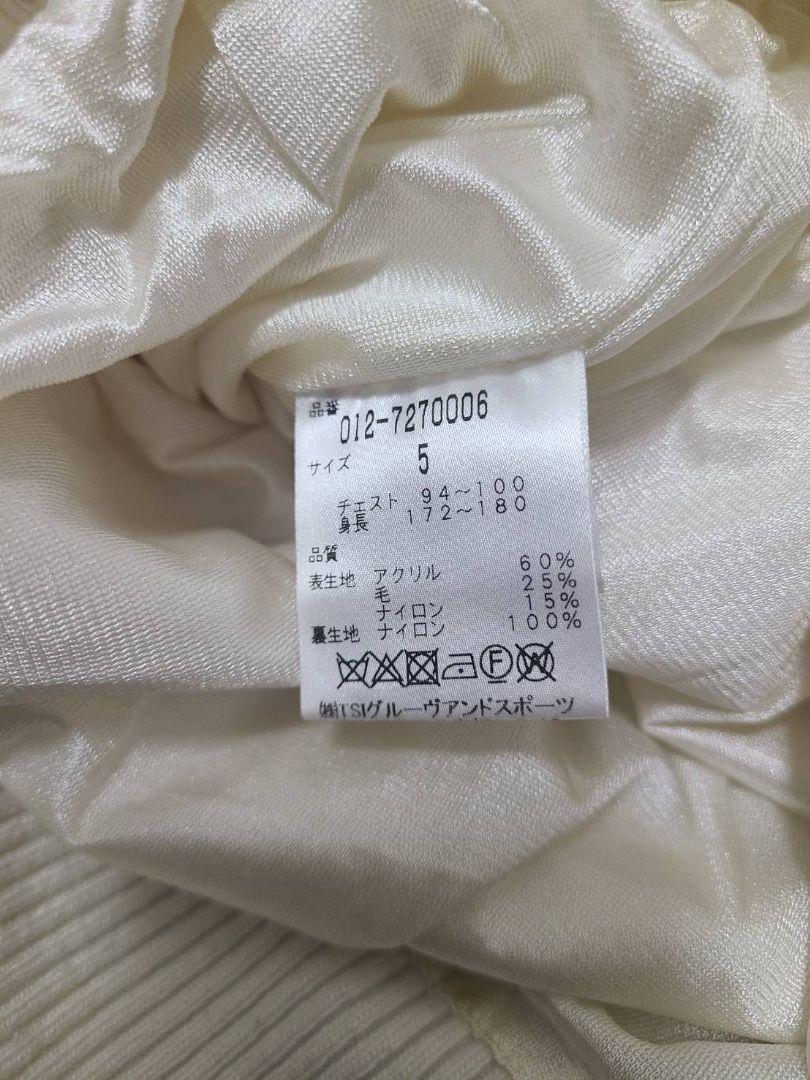 品番 012-7270006
サイズ 5
チェスト 94～100
身長 172～180
品質
表生地 アクリル 60%
毛 25%
ナイロン 15%
裏生地 ナイロン 100%
㈱TSIグルーヴアンドスポーツ